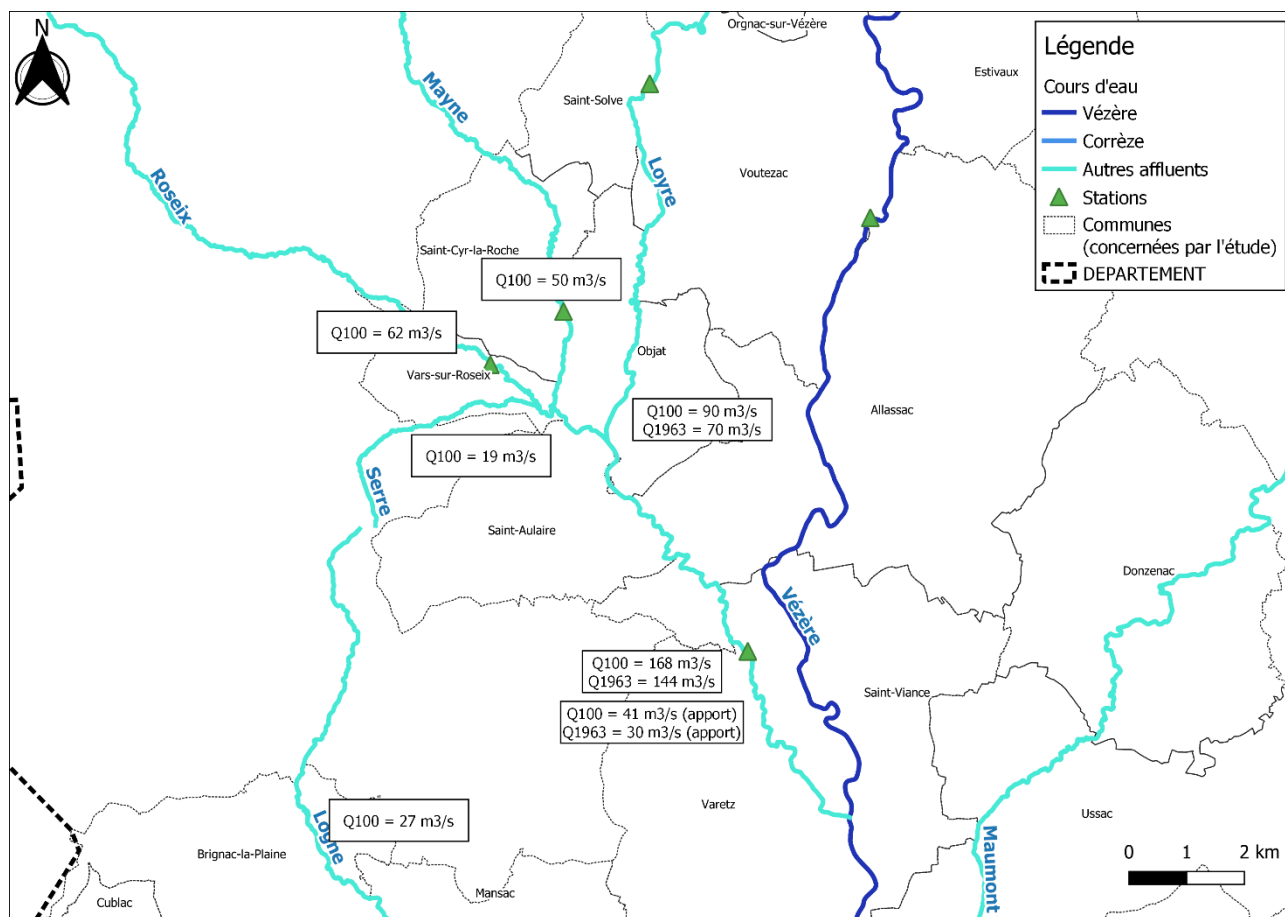 N
Orgnac-sur-Vézère
Estivaux
Légende
Cours d'eau
Vézère
Corrèze
Autres affluents
Stations
Communes
(concernées par l'étude)
DEPARTEMENT
Mayne
Saint-Solve
Loyre
Voutezac
Roseix
Saint-Cyr-la-Roche
Q100 = 50 m3/s
Q100 = 62 m3/s
Vars-sur-Roseix
Objat
Allassac
Q100 = 90 m3/s
Q1963 = 70 m3/s
Q100 = 19 m3/s
Serre
Saint-Aulaire
Donzenac
Vézère
Q100 = 168 m3/s
Q1963 = 144 m3/s
Saint-Viance
Q100 = 41 m3/s (apport)
Q1963 = 30 m3/s (apport)
Varetz
Ussac
Q100 = 27 m3/s
Logne
Brignac-la-Plaine
Maumont
0 1 2 km
Mansac
Cublac